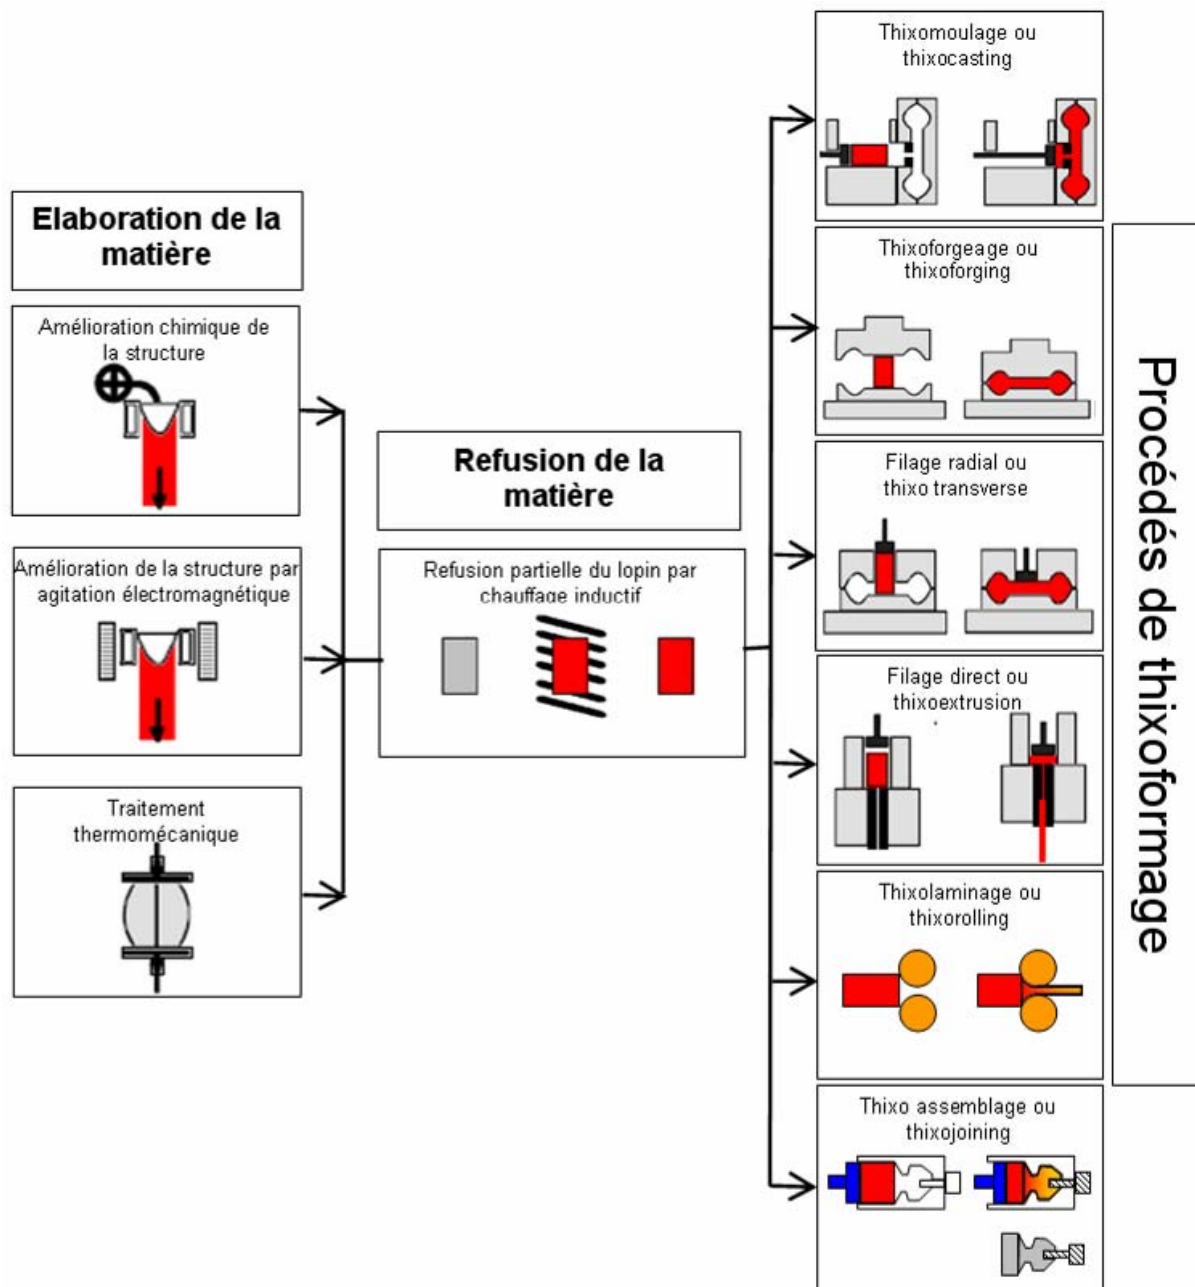 Elaboration de la
matière
Amélioration chimique de
la structure
Amélioration de la structure par
agitation électromagnétique
Traitement
thermomécanique
Refusion de la
matière
Refusion partielle du lopin par
chauffage inductif
Thixomoulage ou
thixocasting
Thixoforgeage ou
thixoforging
Filage radial ou
thixo transverse
Filage direct ou
thixoextrusion
Thixolaminage ou
thixorolling
Thixo assemblage ou
thixojoining
Procédés de thixoformage